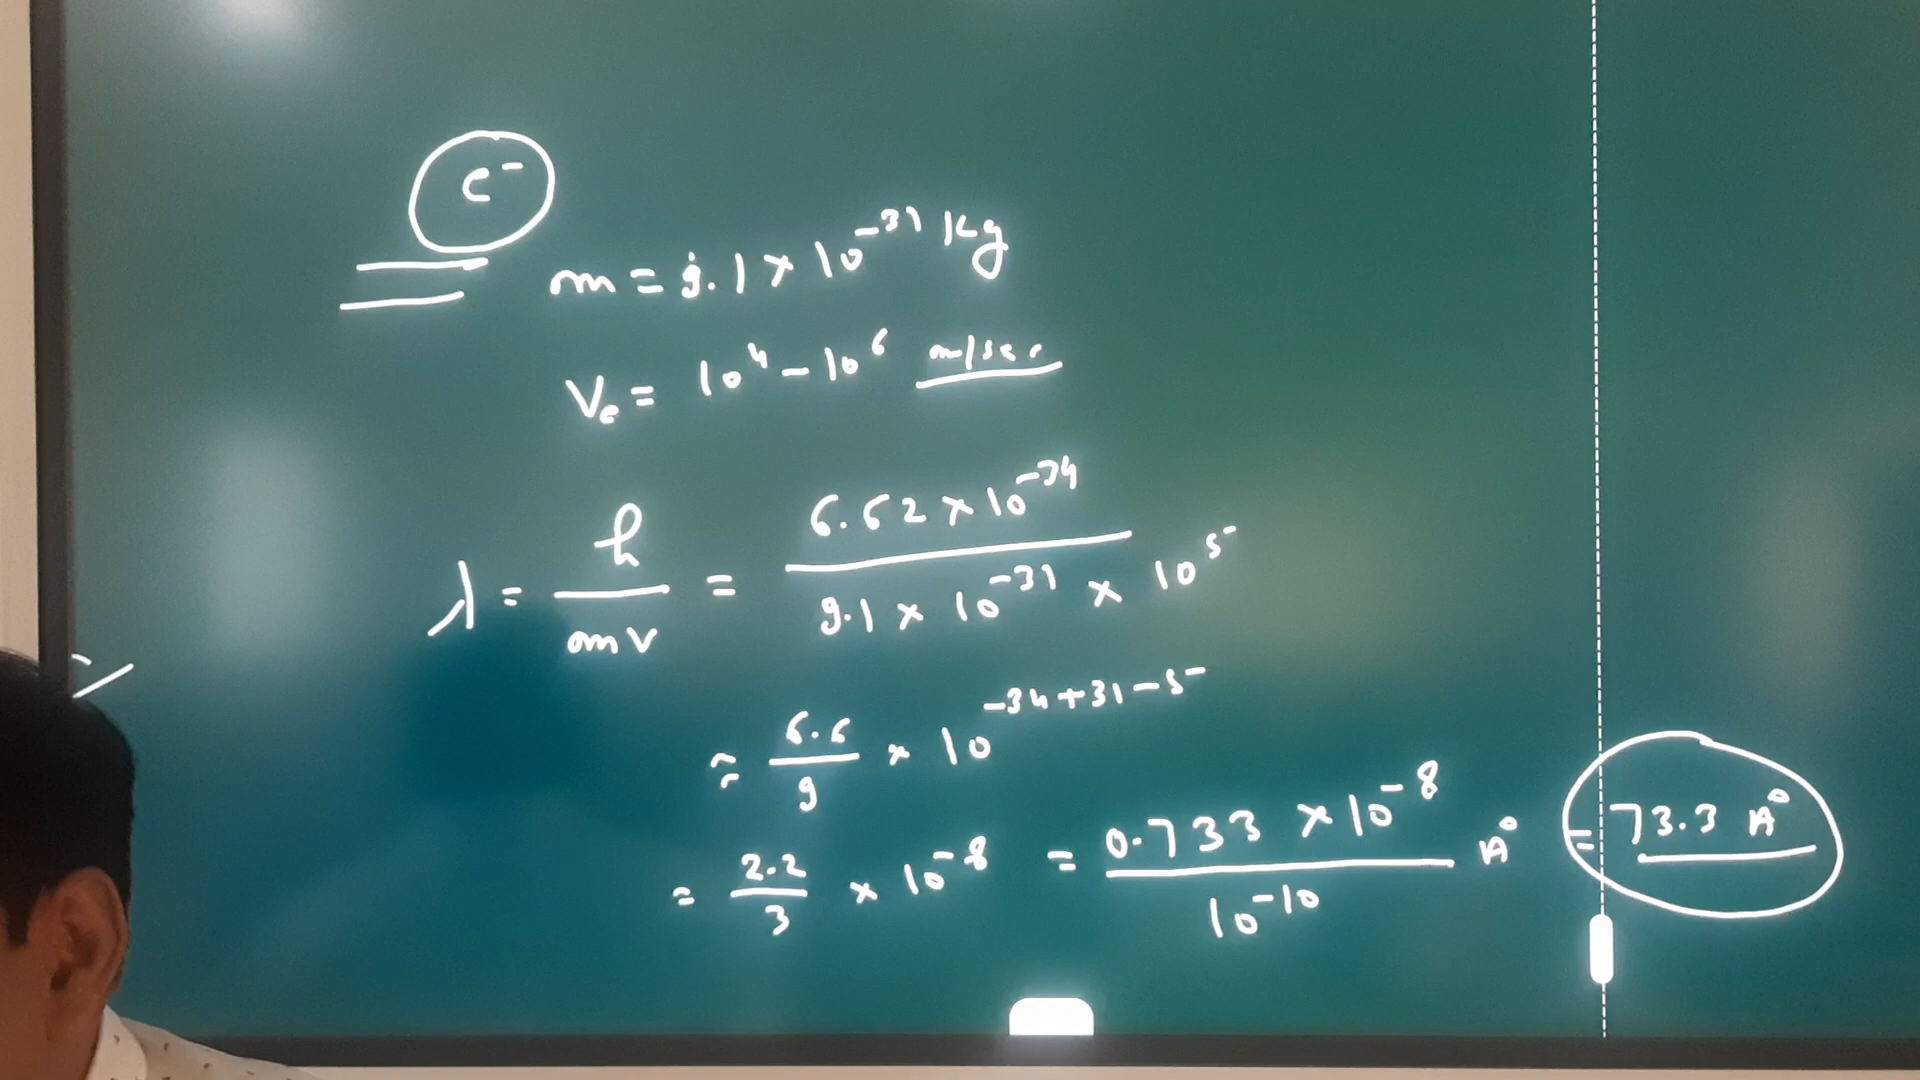 e⁻
m = 9.1 × 10⁻³¹ Kg
Vₑ = 10⁴ – 10⁶ m/sec
λ = h/mv = 6.62 × 10⁻³⁴ / 9.1 × 10⁻³¹ × 10⁵
≈ 6.6/9 × 10⁻³⁴⁺³¹⁻⁵
= 2.2/3 × 10⁻⁸ = 0.733 × 10⁻⁸ / 10⁻¹⁰ A° = 73.3 A°